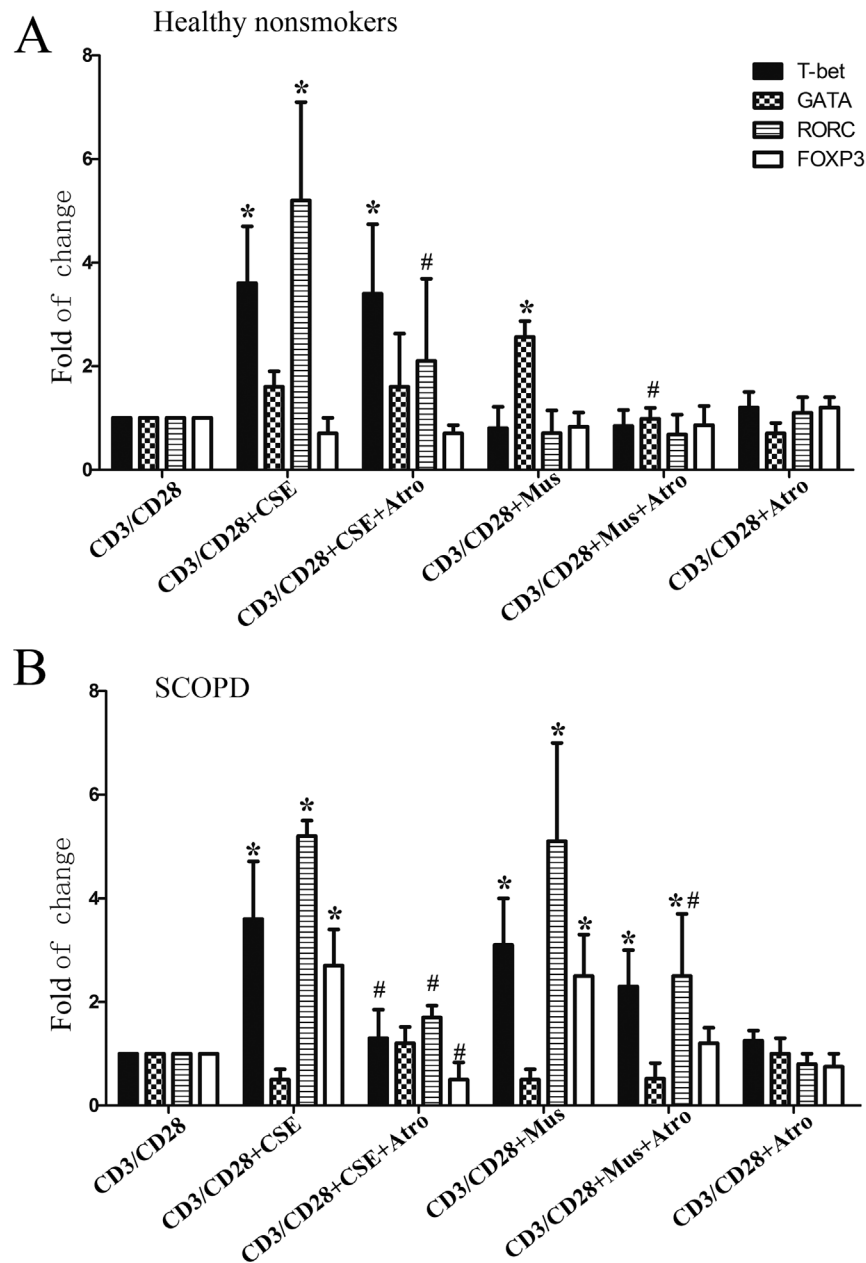 A
Healthy nonsmokers
T-bet
GATA
RORC
FOXP3
Fold of change
8
6
4
2
0
*
*
*
#
*
#
CD3/CD28
CD3/CD28+CSE
CD3/CD28+CSE+Atro
CD3/CD28+Mus
CD3/CD28+Mus+Atro
CD3/CD28+Atro
B
SCOPD
Fold of change
8
6
4
2
0
*
*
*
#
#
#
*
*
*
*
*#
CD3/CD28
CD3/CD28+CSE
CD3/CD28+CSE+Atro
CD3/CD28+Mus
CD3/CD28+Mus+Atro
CD3/CD28+Atro